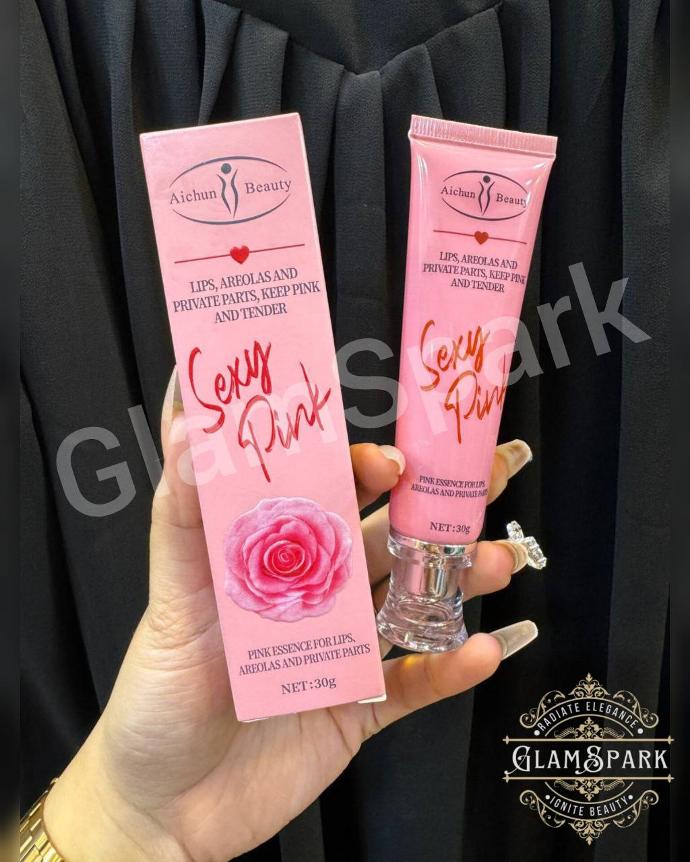 Aichun Beauty
LIPS, AREOLAS AND
PRIVATE PARTS, KEEP PINK
AND TENDER
Sexy
Pink
PINK ESSENCE FOR LIPS,
AREOLAS AND PRIVATE PARTS
NET:30g
Aichun Beauty
LIPS, AREOLAS AND
PRIVATE PARTS, KEEP PINK
AND TENDER
Sexy
Pink
PINK ESSENCE FOR LIPS,
AREOLAS AND PRIVATE PARTS
NET:30g
GlamSpark
RADIATE ELEGANCE
GLAMSPARK
IGNITE BEAUTY